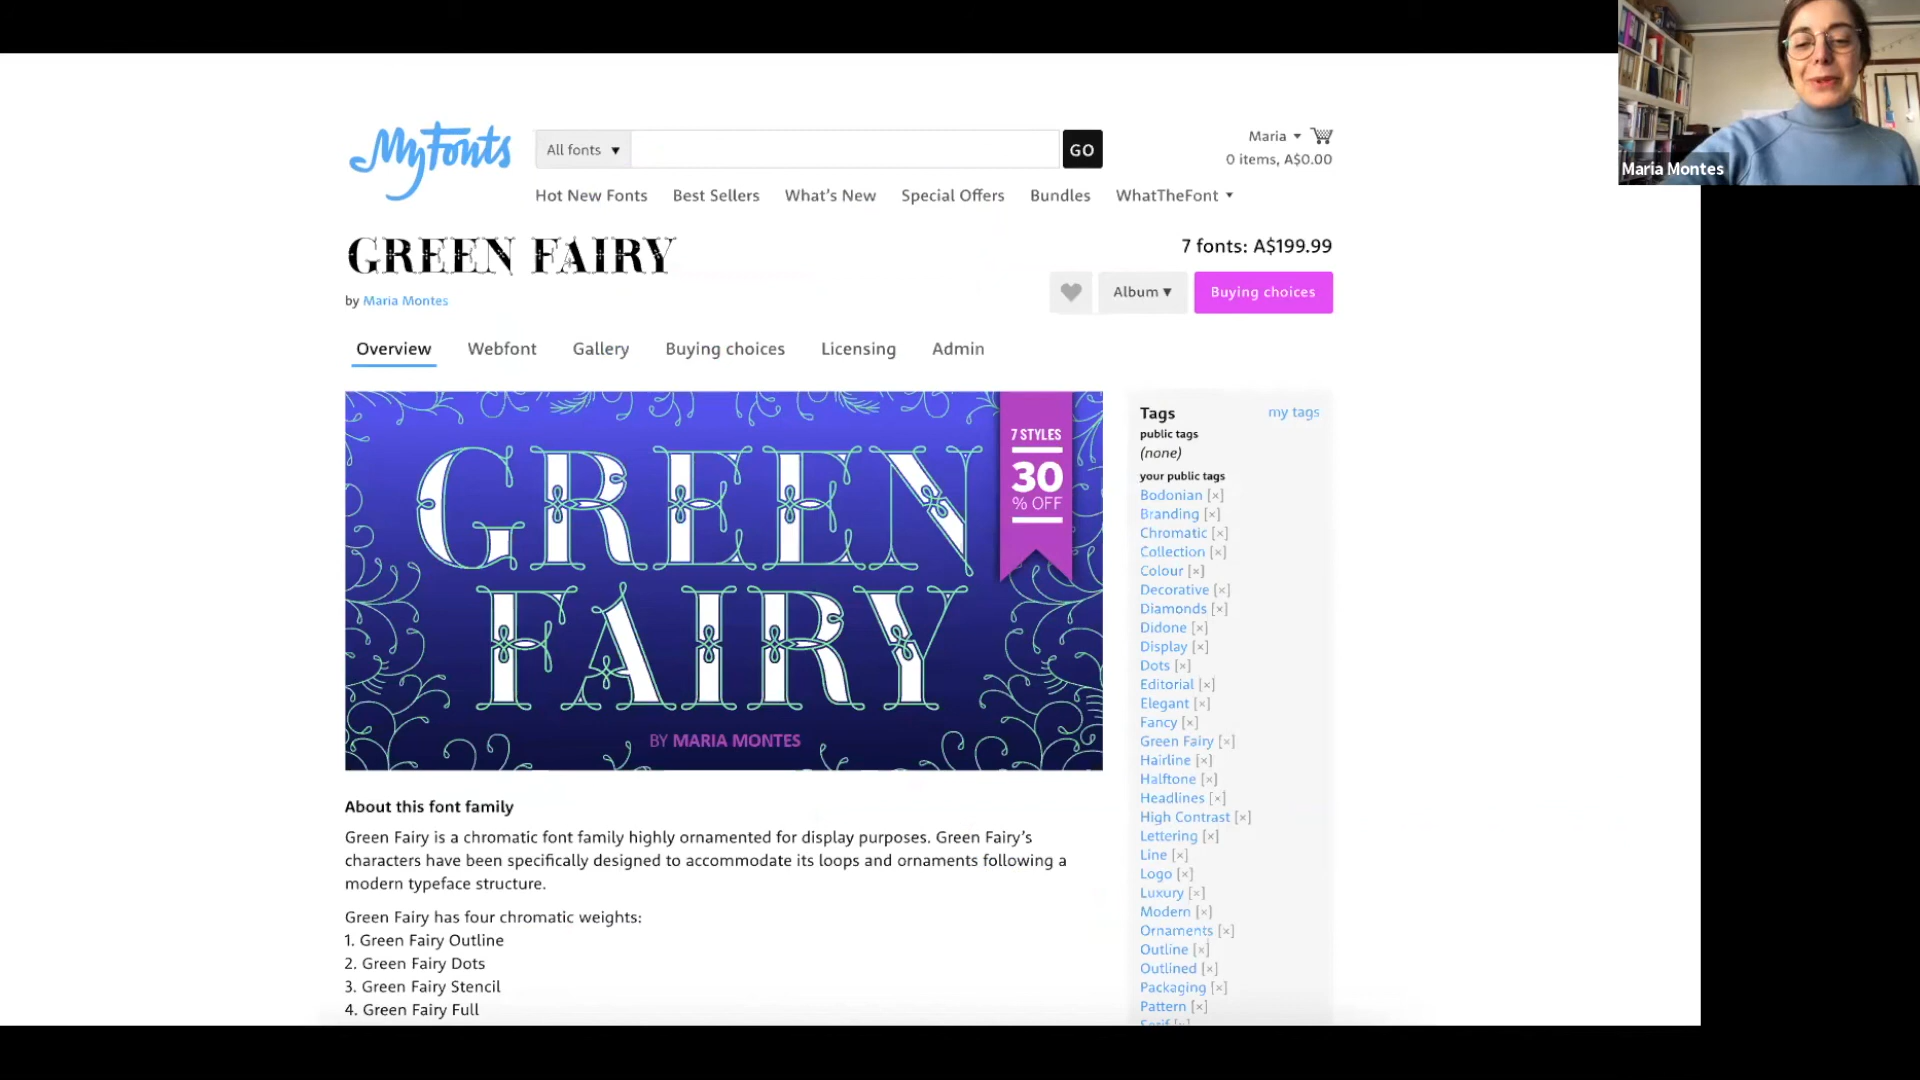 MyFonts
All fonts ▼
GO
Maria ▼
0 items, A$0.00
Maria Montes
Hot New Fonts Best Sellers What's New Special Offers Bundles WhatTheFont ▼
GREEN FAIRY
by Maria Montes
7 fonts: A$199.99
Album ▼
Buying choices
Overview Webfont Gallery Buying choices Licensing Admin
GREEN
FAIRY
BY MARIA MONTES
7 STYLES
30
% OFF
Tags my tags
public tags
(none)
your public tags
Bodonian [×]
Branding [×]
Chromatic [×]
Collection [×]
Colour [×]
Decorative [×]
Diamonds [×]
Didone [×]
Display [×]
Dots [×]
Editorial [×]
Elegant [×]
Fancy [×]
Green Fairy [×]
Hairline [×]
Halftone [×]
Headlines [×]
High Contrast [×]
Lettering [×]
Line [×]
Logo [×]
Luxury [×]
Modern [×]
Ornaments [×]
Outline [×]
Outlined [×]
Packaging [×]
Pattern [×]
Serif [×]
About this font family
Green Fairy is a chromatic font family highly ornamented for display purposes. Green Fairy's
characters have been specifically designed to accommodate its loops and ornaments following a
modern typeface structure.
Green Fairy has four chromatic weights:
1. Green Fairy Outline
2. Green Fairy Dots
3. Green Fairy Stencil
4. Green Fairy Full